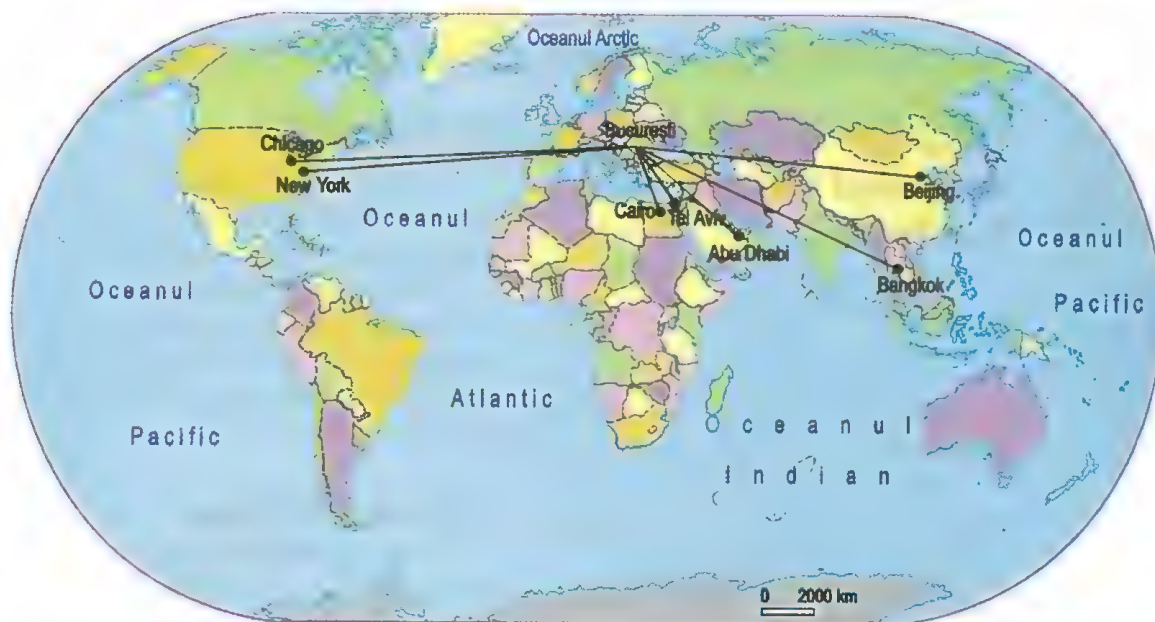 Oceanul Arctic
Bucuresti
Chicago
New York
Beijing
Cairo
Tel Aviv
Abu Dhabi
Bangkok
Oceanul
Oceanul
Oceanul
Pacific
Atlantic
Pacific
Oceanul
Indian
0 2000 km